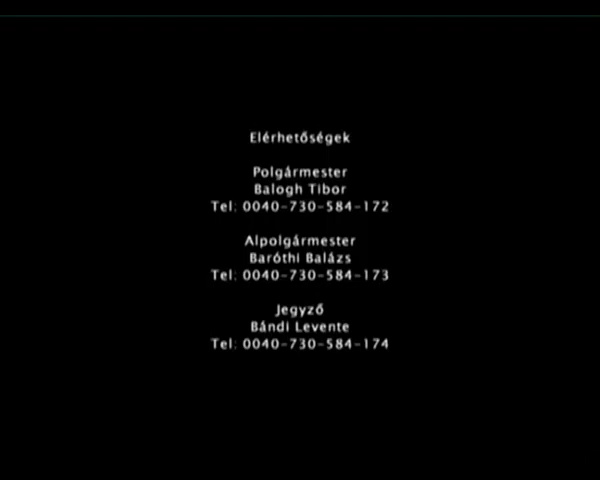 Elérhetőségek
Polgármester
Balogh Tibor
Tel: 0040-730-584-172
Alpolgármester
Baróthi Balázs
Tel: 0040-730-584-173
Jegyző
Bándi Levente
Tel: 0040-730-584-174